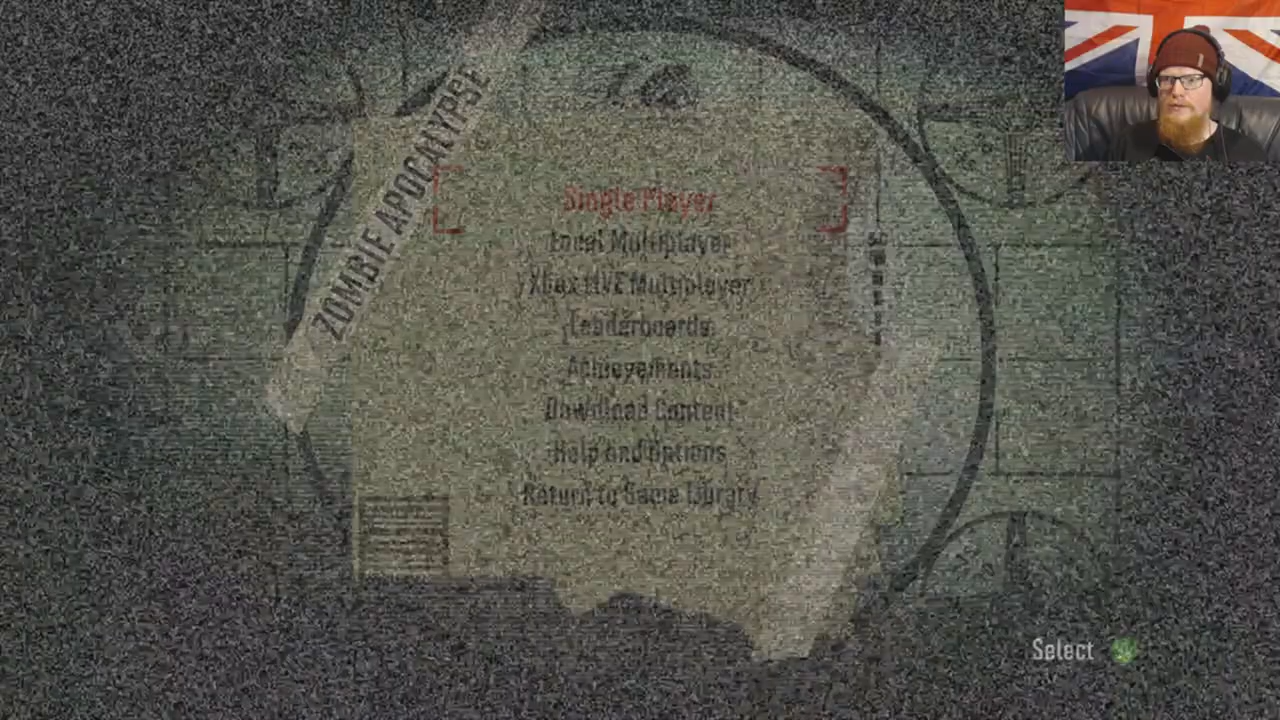 ZOMBIE APOCALYPSE
Single Player
Local Multiplayer
Xbox LIVE Multiplayer
Leaderboards
Achievements
Download Content
Help and Options
Return to Game Library
Select